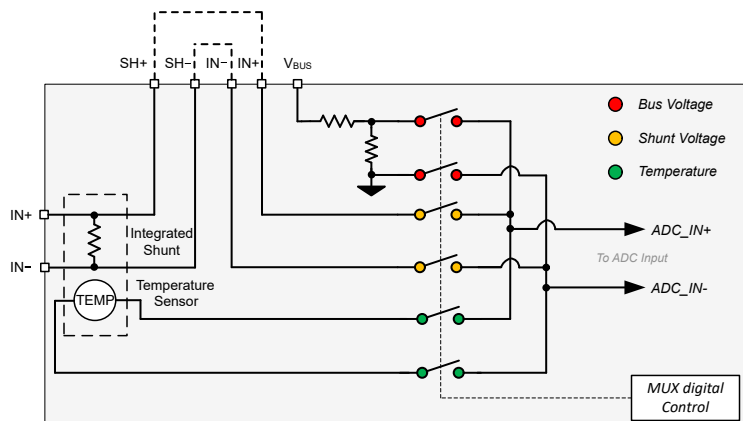 SH+ SH− IN− IN+ VBUS
Bus Voltage
Shunt Voltage
Temperature
IN+
Integrated
Shunt
ADC_IN+
To ADC Input
IN−
Temperature
Sensor
TEMP
ADC_IN-
MUX digital
Control